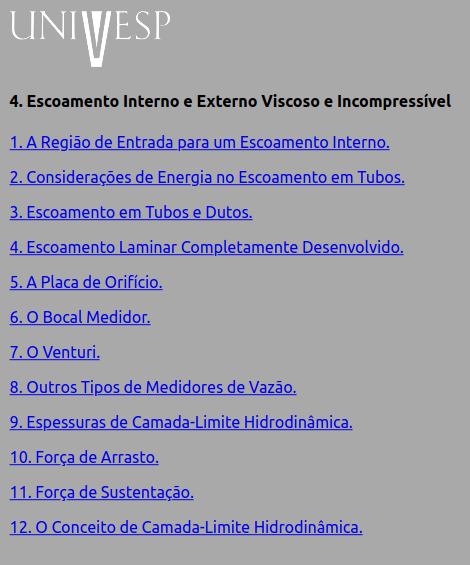 UNIVESP
4. Escoamento Interno e Externo Viscoso e Incompressível
1. A Região de Entrada para um Escoamento Interno.
2. Considerações de Energia no Escoamento em Tubos.
3. Escoamento em Tubos e Dutos.
4. Escoamento Laminar Completamente Desenvolvido.
5. A Placa de Orifício.
6. O Bocal Medidor.
7. O Venturi.
8. Outros Tipos de Medidores de Vazão.
9. Espessuras de Camada-Limite Hidrodinâmica.
10. Força de Arrasto.
11. Força de Sustentação.
12. O Conceito de Camada-Limite Hidrodinâmica.